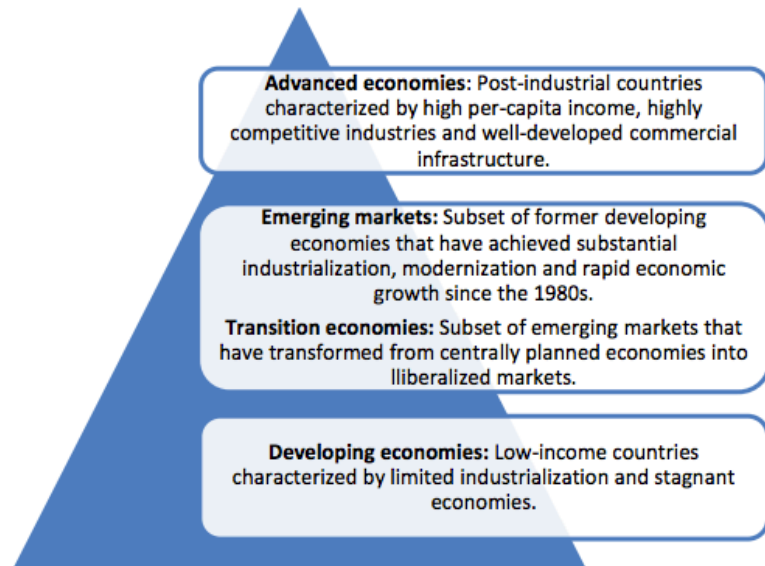 Advanced economies: Post-industrial countries
characterized by high per-capita income, highly
competitive industries and well-developed commercial
infrastructure.
Emerging markets: Subset of former developing
economies that have achieved substantial
industrialization, modernization and rapid economic
growth since the 1980s.
Transition economies: Subset of emerging markets that
have transformed from centrally planned economies into
lliberalized markets.
Developing economies: Low-income countries
characterized by limited industrialization and stagnant
economies.